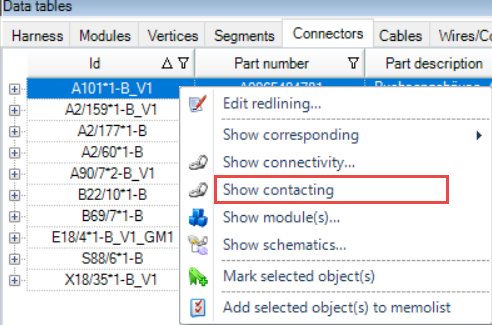 Data tables
Harness Modules Vertices Segments Connectors Cables Wires/Co
Id Part number Part description
A101*1-B_V1
A2/159*1-B_V1
A2/177*1-B
A2/60*1-B
A90/7*2-B_V1
B22/10*1-B
B69/7*1-B
E18/4*1-B_V1_GM1
S88/6*1-B
X18/35*1-B_V1
Edit redlining...
Show corresponding
Show connectivity...
Show contacting
Show module(s)...
Show schematics...
Mark selected object(s)
Add selected object(s) to memolist